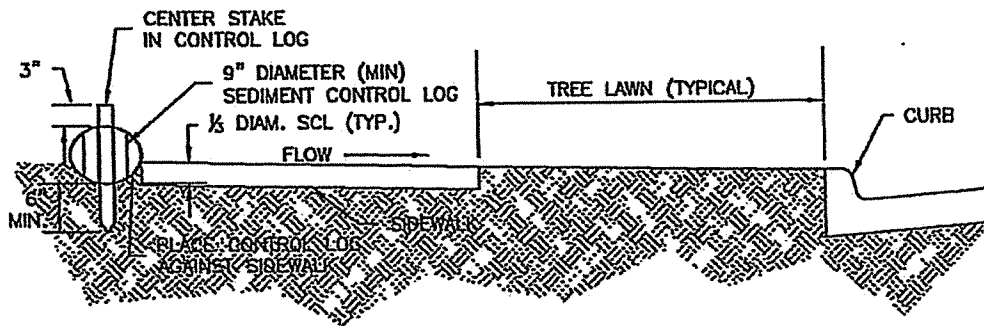 CENTER STAKE
IN CONTROL LOG
3"
9" DIAMETER (MIN)
SEDIMENT CONTROL LOG
⅓ DIAM. SCL (TYP.)
FLOW
TREE LAWN (TYPICAL)
CURB
6"
MIN
SIDEWALK
PLACE CONTROL LOG
AGAINST SIDEWALK